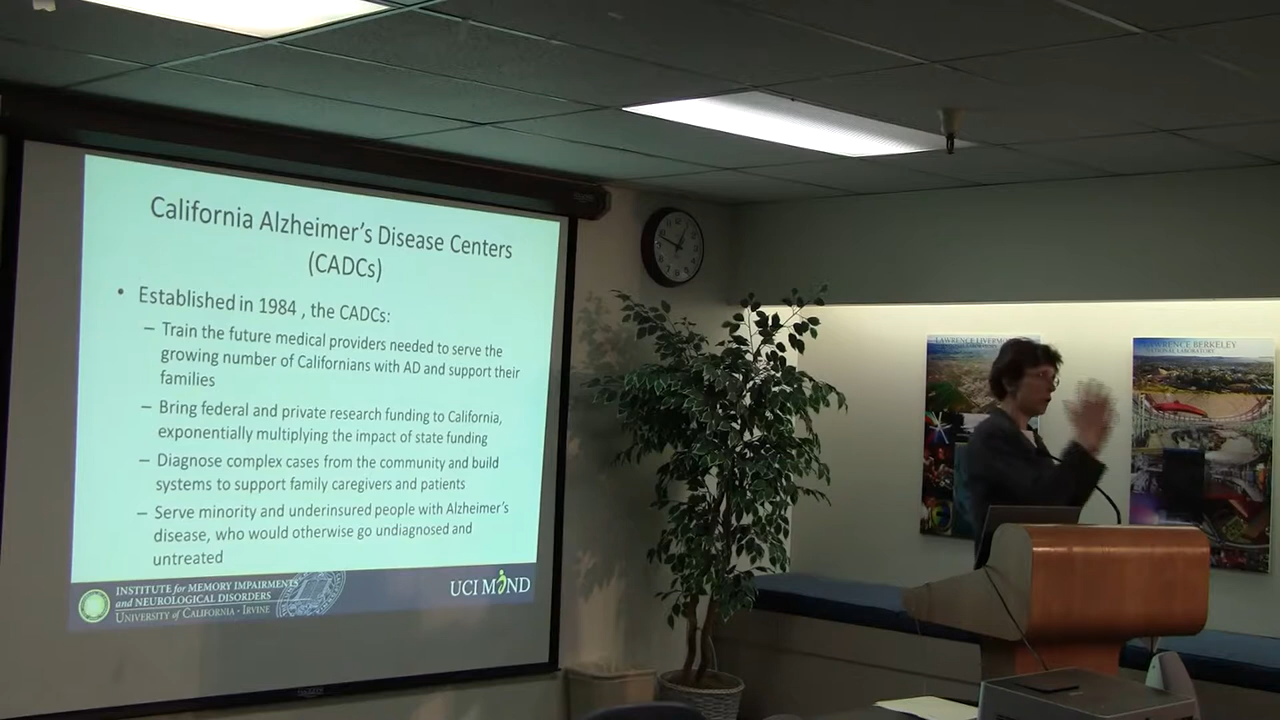 California Alzheimer's Disease Centers
(CADCs)
• Established in 1984 , the CADCs:
– Train the future medical providers needed to serve the
growing number of Californians with AD and support their
families
– Bring federal and private research funding to California,
exponentially multiplying the impact of state funding
– Diagnose complex cases from the community and build
systems to support family caregivers and patients
– Serve minority and underinsured people with Alzheimer's
disease, who would otherwise go undiagnosed and
untreated
INSTITUTE for MEMORY IMPAIRMENTS
and NEUROLOGICAL DISORDERS
UNIVERSITY of CALIFORNIA · IRVINE
UCI MIND
LAWRENCE
LAWRENCE BERKELEY
NATIONAL LABORATORY